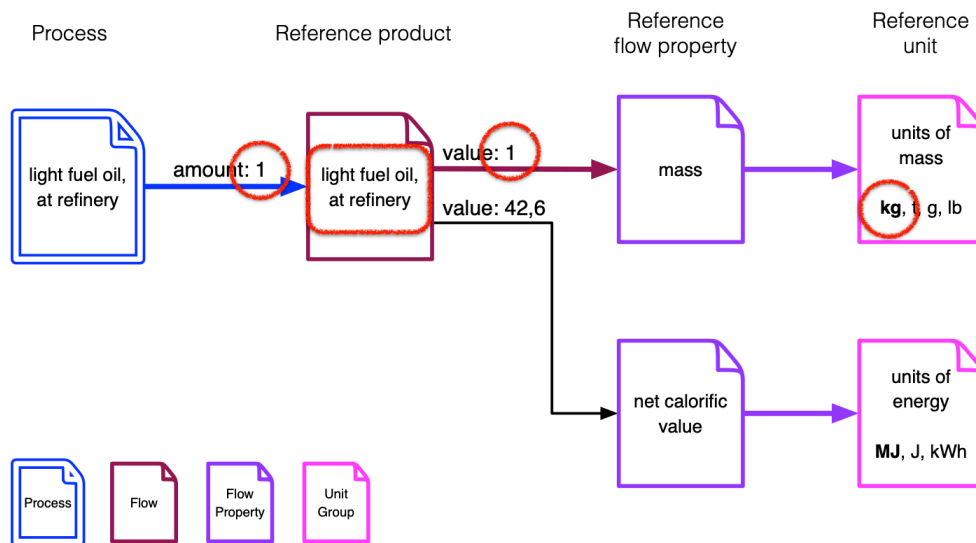 Process
Reference product
Reference
flow property
Reference
unit
light fuel oil,
at refinery
amount: 1
light fuel oil,
at refinery
value: 1
value: 42,6
mass
units of
mass
kg, t, g, lb
net calorific
value
units of
energy
MJ, J, kWh
Process
Flow
Flow
Property
Unit
Group